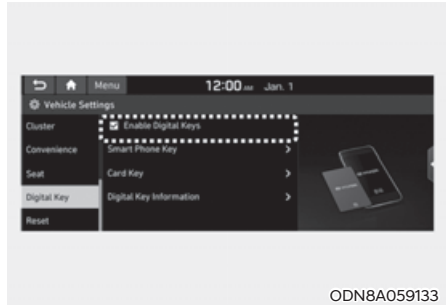 Menu 12:00 AM Jan. 1
Vehicle Settings
Cluster
Enable Digital Keys
Convenience
Smart Phone Key
Seat
Card Key
Digital Key
Digital Key Information
Reset
ODN8A059133